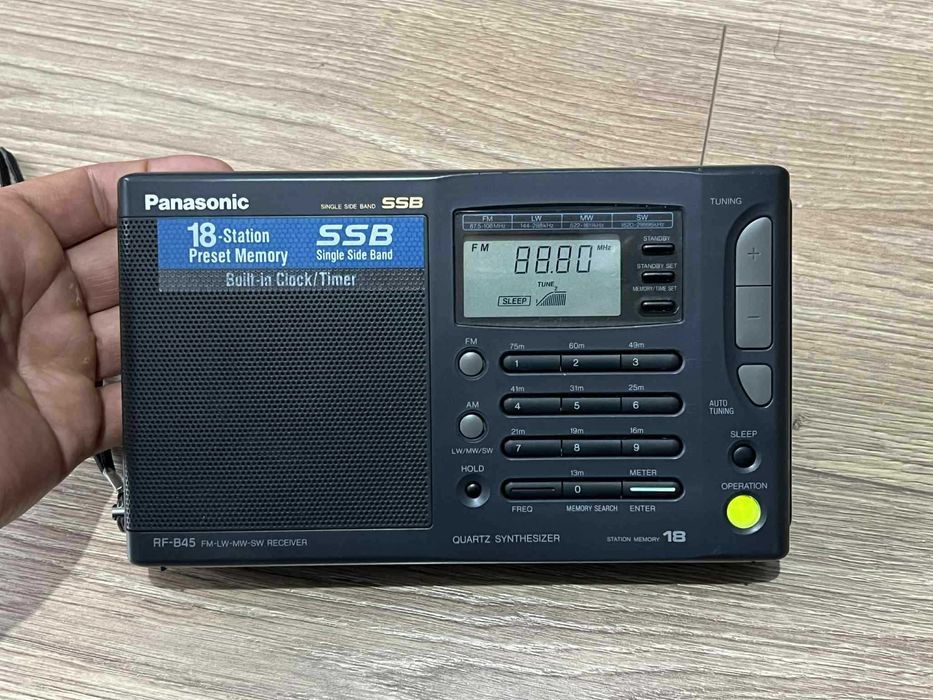 Panasonic
SINGLE SIDE BAND SSB
18-Station
Preset Memory
SSB
Single Side Band
Built-in Clock/Timer
FM LW MW SW
87.5-108MHz
FM
88.80 MHz
TUNE
SLEEP
STANDBY
STANDBY SET
MEMORY/TIME SET
TUNING
+
−
AUTO
TUNING
SLEEP
OPERATION
FM
AM
LW/MW/SW
HOLD
75m 60m 49m
1 2 3
41m 31m 25m
4 5 6
21m 19m 16m
7 8 9
13m METER
0
FREQ MEMORY SEARCH ENTER
RF-B45 FM-LW-MW-SW RECEIVER
QUARTZ SYNTHESIZER
STATION MEMORY 18